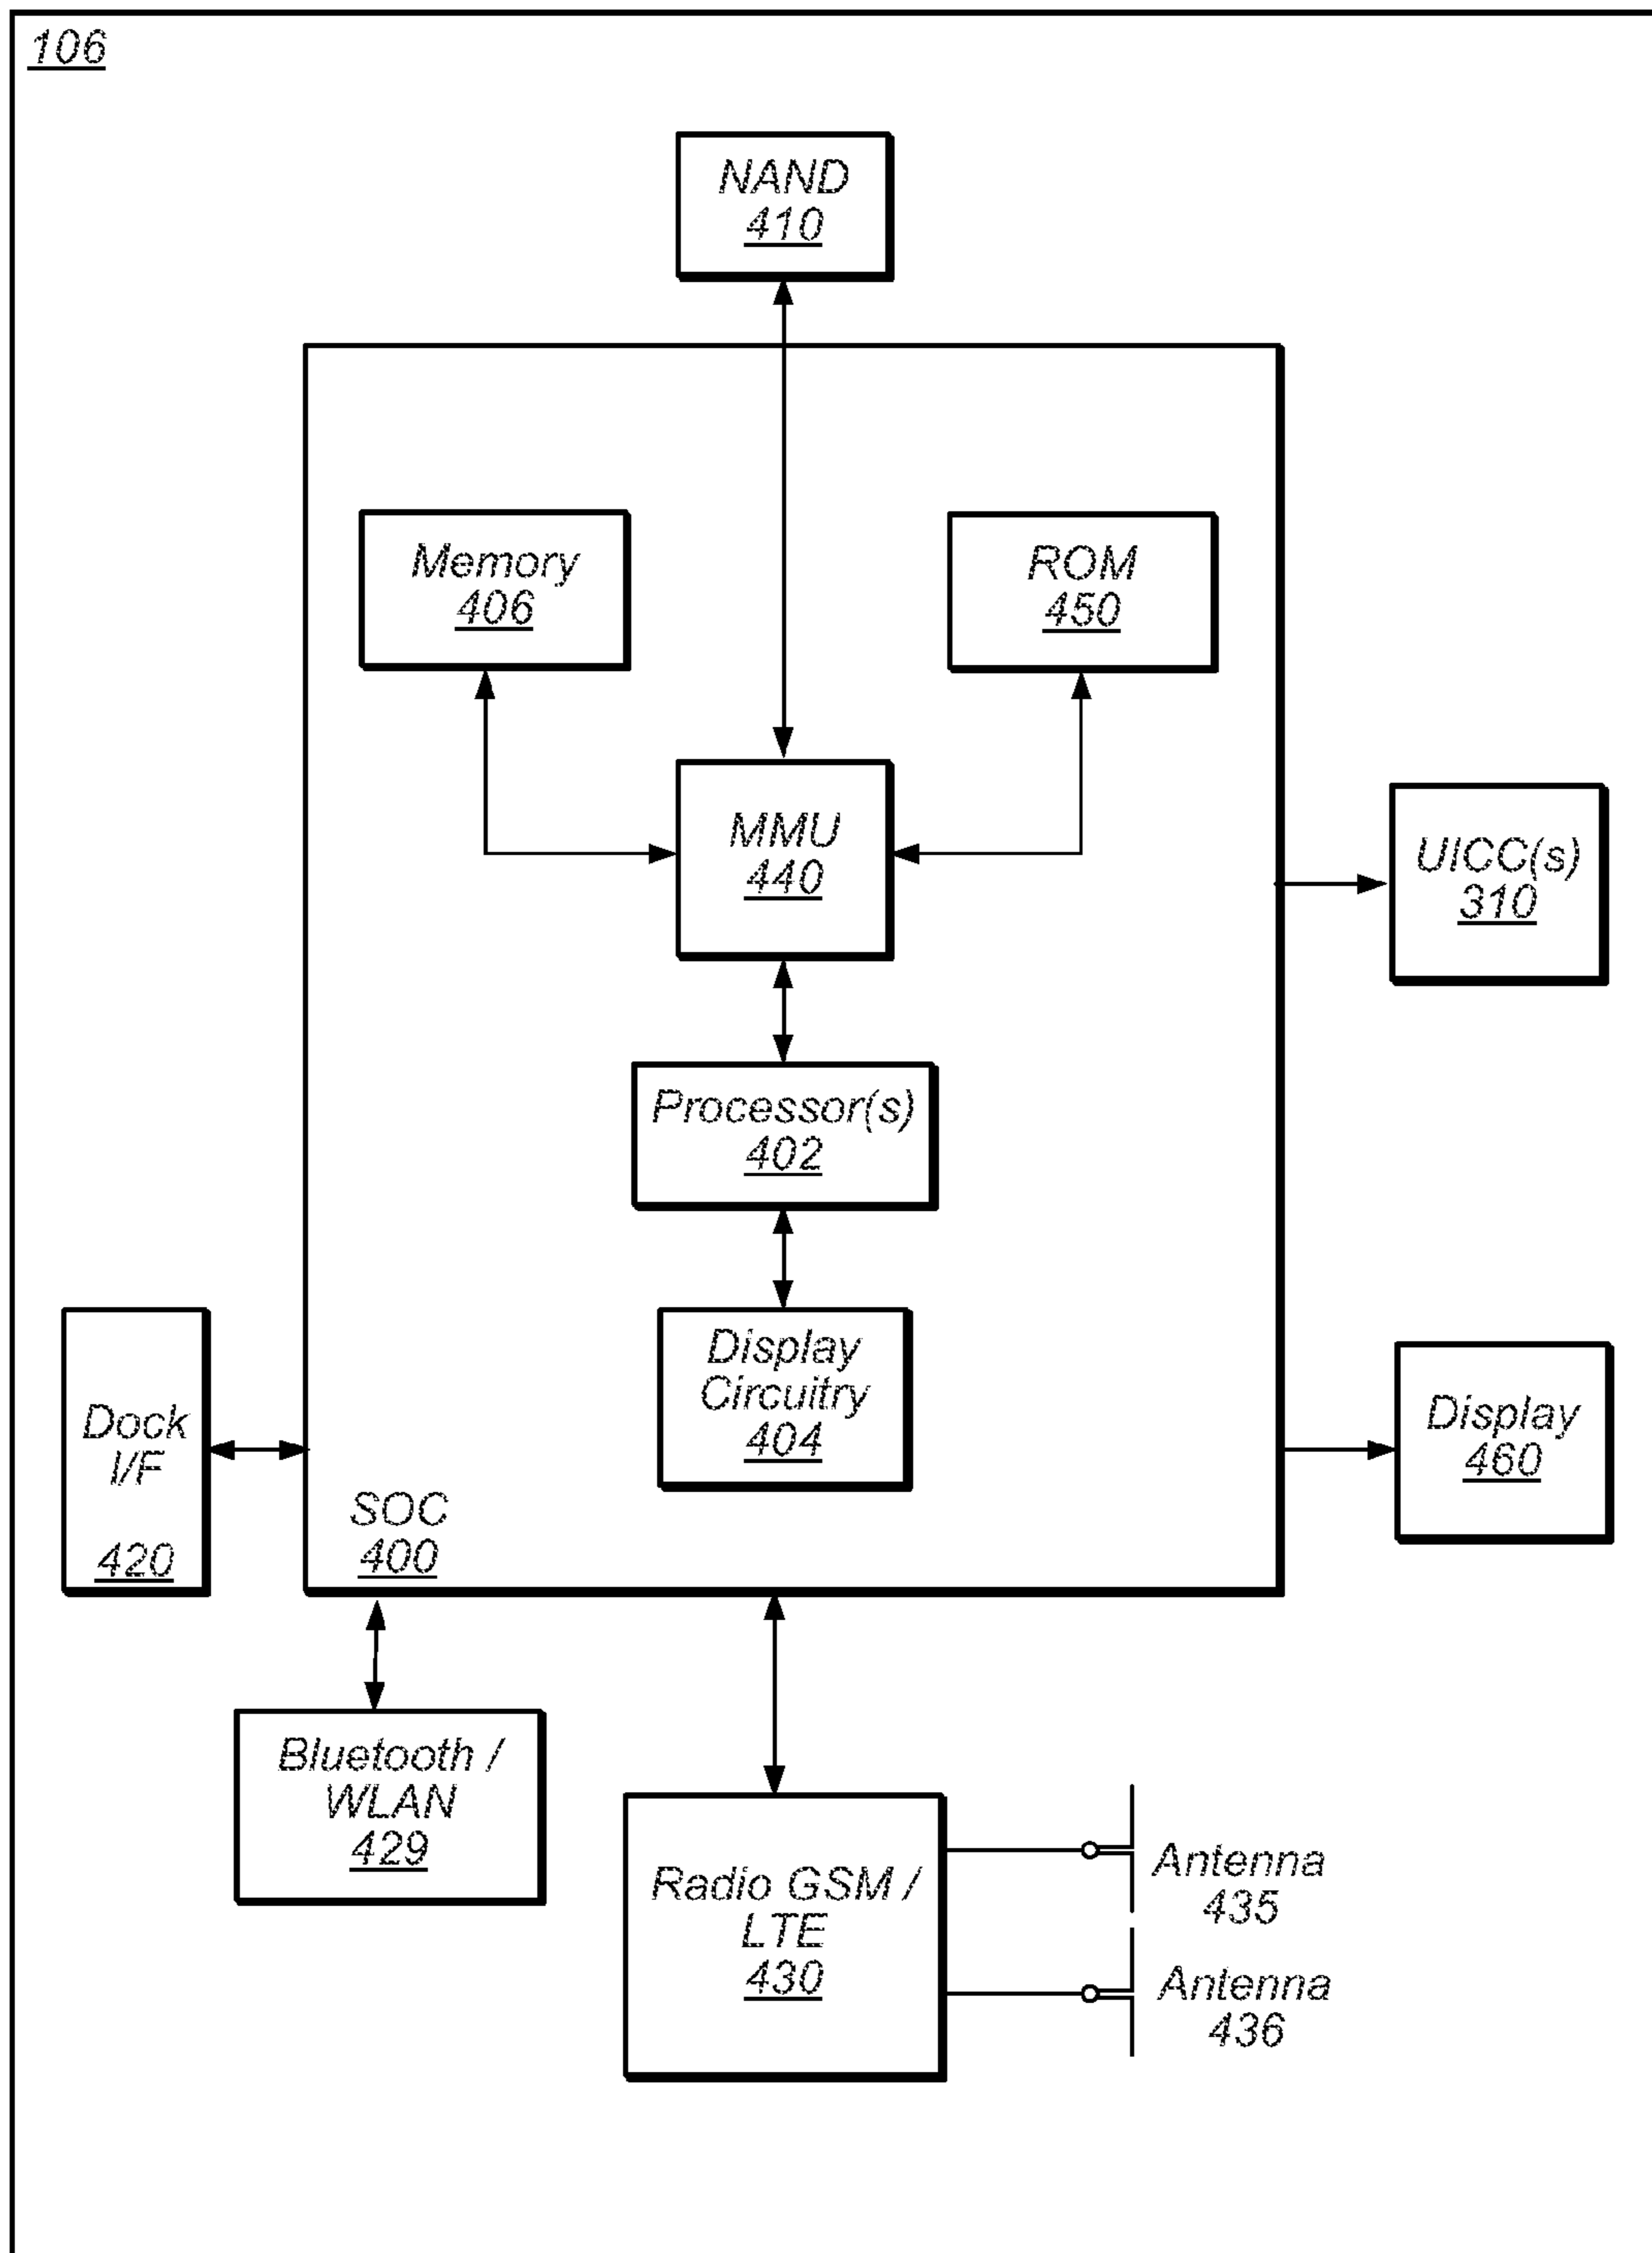 106
NAND
410
Memory
406
ROM
450
MMU
440
UICC(s)
310
Processor(s)
402
Display
Circuitry
404
Dock
I/F
420
Display
460
SOC
400
Bluetooth /
WLAN
429
Radio GSM /
LTE
430
Antenna
435
Antenna
436